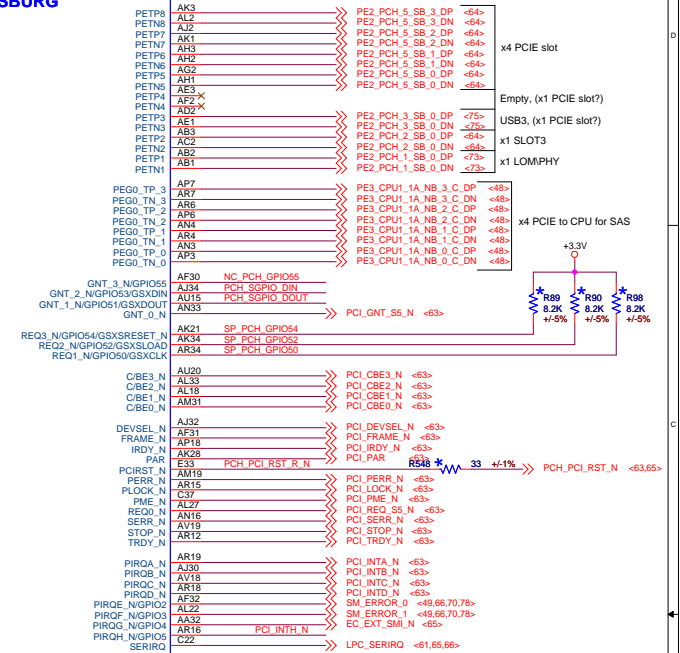 SBURG
PETP8 AK3 PE2_PCH_5_SB_3_DP <64>
PETN8 AL2 PE2_PCH_5_SB_3_DN <64>
PETP7 AJ2 PE2_PCH_5_SB_2_DP <64>
PETN7 AK1 PE2_PCH_5_SB_2_DN <64>
PETP6 AH3 PE2_PCH_5_SB_1_DP <64>
PETN6 AH2 PE2_PCH_5_SB_1_DN <64>
PETP5 AG2 PE2_PCH_5_SB_0_DP <64>
PETN5 AH1 PE2_PCH_5_SB_0_DN <64>
x4 PCIE slot
D
PETP4 AE3
PETN4 AF2
Empty, (x1 PCIE slot?)
PETP3 AD2 PE2_PCH_3_SB_0_DP <75>
PETN3 AE1 PE2_PCH_3_SB_0_DN <75>
USB3, (x1 PCIE slot?)
PETP2 AB3 PE2_PCH_2_SB_0_DP <64>
PETN2 AC2 PE2_PCH_2_SB_0_DN <64>
x1 SLOT3
PETP1 AB2 PE2_PCH_1_SB_0_DP <73>
PETN1 AB1 PE2_PCH_1_SB_0_DN <73>
x1 LOM\PHY
PEG0_TP_3 AP7 PE3_CPU1_1A_NB_3_C_DP <48>
PEG0_TN_3 AR7 PE3_CPU1_1A_NB_3_C_DN <48>
PEG0_TP_2 AR6 PE3_CPU1_1A_NB_2_C_DP <48>
PEG0_TN_2 AP6 PE3_CPU1_1A_NB_2_C_DN <48>
PEG0_TP_1 AN4 PE3_CPU1_1A_NB_1_C_DP <48>
PEG0_TN_1 AR4 PE3_CPU1_1A_NB_1_C_DN <48>
PEG0_TP_0 AN3 PE3_CPU1_1A_NB_0_C_DP <48>
PEG0_TN_0 AP3 PE3_CPU1_1A_NB_0_C_DN <48>
x4 PCIE to CPU for SAS
+3.3V
GNT_3_N/GPIO55 AF30 NC_PCH_GPIO55
GNT_2_N/GPIO53/GSXDIN AJ34 PCH_SGPIO_DIN
GNT_1_N/GPIO51/GSXDOUT AU15 PCH_SGPIO_DOUT
GNT_0_N AN33 PCI_GNT_S5_N <63>
*R89 *R90 *R98
8.2K 8.2K 8.2K
+/-5% +/-5% +/-5%
REQ3_N/GPIO54/GSXSRESET_N AK21 SP_PCH_GPIO54
REQ2_N/GPIO52/GSXSLOAD AK34 SP_PCH_GPIO52
REQ1_N/GPIO50/GSXCLK AR34 SP_PCH_GPIO50
C/BE3_N AU20 PCI_CBE3_N <63>
C/BE2_N AL33 PCI_CBE2_N <63>
C/BE1_N AL18 PCI_CBE1_N <63>
C/BE0_N AM31 PCI_CBE0_N <63>
C
DEVSEL_N AJ32 PCI_DEVSEL_N <63>
FRAME_N AF31 PCI_FRAME_N <63>
IRDY_N AP18 PCI_IRDY_N <63>
PAR AK28 PCI_PAR <63>
PCIRST_N E33 PCH_PCI_RST_R_N R548 * 33 +/-1% PCH_PCI_RST_N <63,65>
PERR_N AM19 PCI_PERR_N <63>
PLOCK_N AR15 PCI_LOCK_N <63>
PME_N C37 PCI_PME_N <63>
REQ0_N AL27 PCI_REQ_S5_N <63>
SERR_N AN16 PCI_SERR_N <63>
STOP_N AV19 PCI_STOP_N <63>
TRDY_N AR12 PCI_TRDY_N <63>
PIRQA_N AR19 PCI_INTA_N <63>
PIRQB_N AJ30 PCI_INTB_N <63>
PIRQC_N AV18 PCI_INTC_N <63>
PIRQD_N AR18 PCI_INTD_N <63>
PIRQE_N/GPIO2 AF32 SM_ERROR_0 <49,66,70,78>
PIRQF_N/GPIO3 AL22 SM_ERROR_1 <49,66,70,78>
PIRQG_N/GPIO4 AA32 EC_EXT_SMI_N <65>
PIRQH_N/GPIO5 AR16 PCI_INTH_N
SERIRQ C22 LPC_SERIRQ <61,65,66>